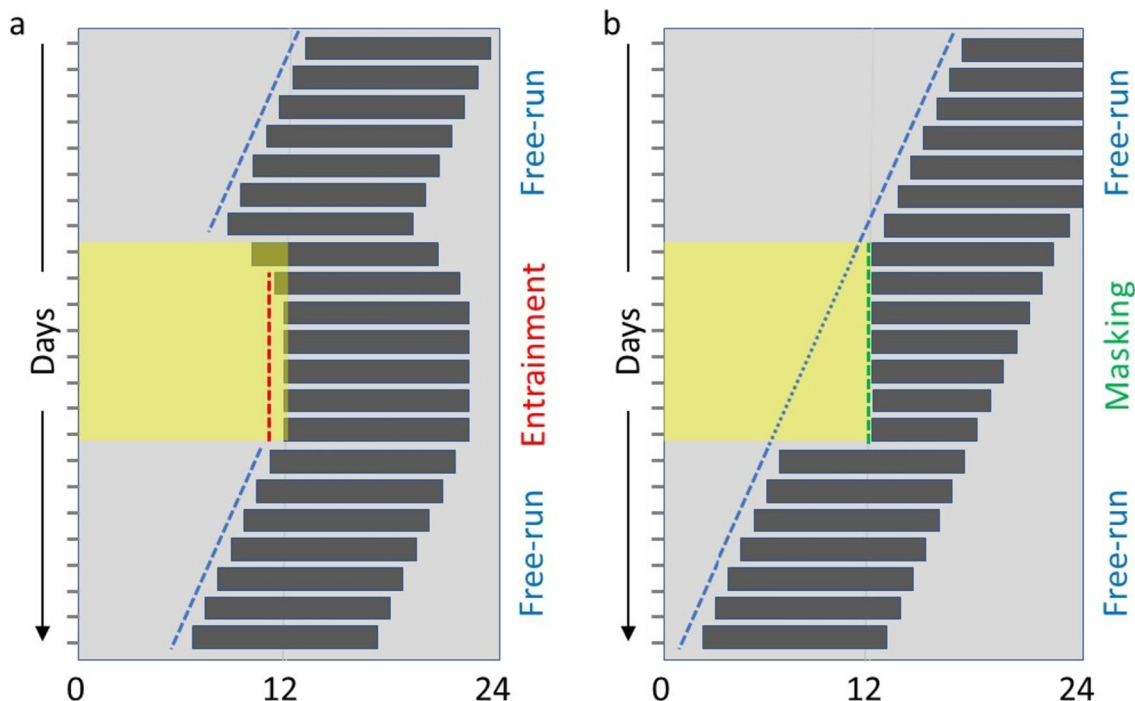 a
Days
Free-run
Entrainment
Free-run
0 12 24
b
Days
Free-run
Masking
Free-run
0 12 24